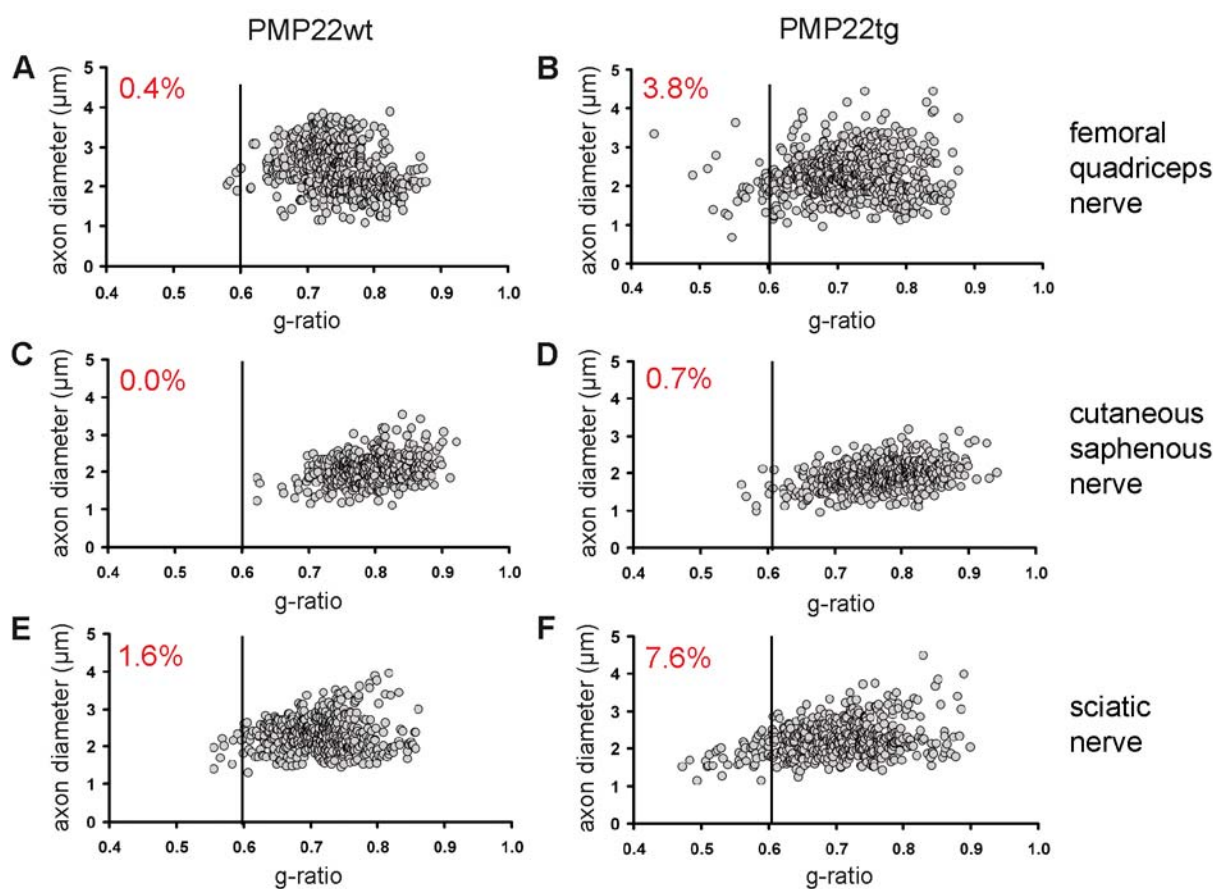 PMP22wt
PMP22tg
A
axon diameter (µm)
5
4
3
2
1
0
0.4%
0.4 0.5 0.6 0.7 0.8 0.9 1.0
g-ratio
B
axon diameter (µm)
5
4
3
2
1
0
3.8%
0.4 0.5 0.6 0.7 0.8 0.9 1.0
g-ratio
femoral
quadriceps
nerve
C
axon diameter (µm)
5
4
3
2
1
0
0.0%
0.4 0.5 0.6 0.7 0.8 0.9 1.0
g-ratio
D
axon diameter (µm)
5
4
3
2
1
0
0.7%
0.4 0.5 0.6 0.7 0.8 0.9 1.0
g-ratio
cutaneous
saphenous
nerve
E
axon diameter (µm)
5
4
3
2
1
0
1.6%
0.4 0.5 0.6 0.7 0.8 0.9 1.0
g-ratio
F
axon diameter (µm)
5
4
3
2
1
0
7.6%
0.4 0.5 0.6 0.7 0.8 0.9 1.0
g-ratio
sciatic
nerve